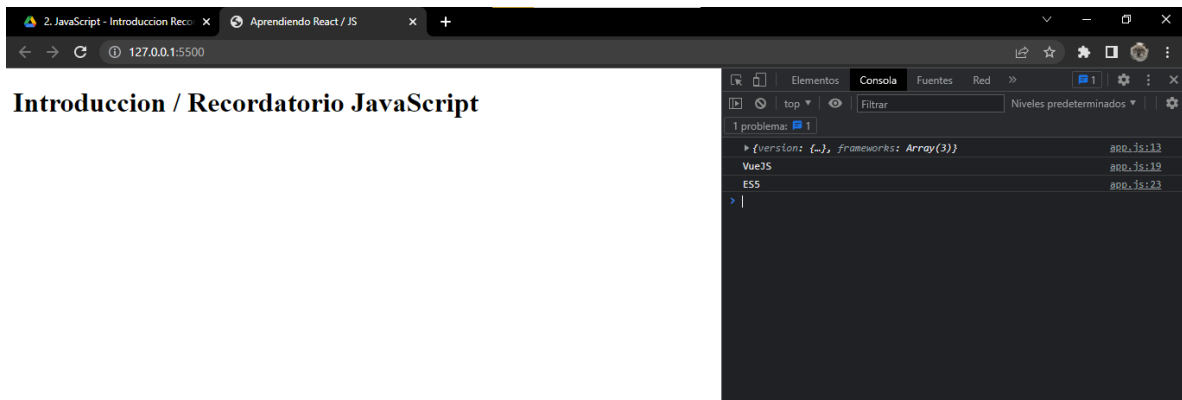 2. JavaScript - Introduccion Reco
Aprendiendo React / JS
127.0.0.1:5500
Introduccion / Recordatorio JavaScript
Elementos Consola Fuentes Red » 1
top ▼ Filtrar Niveles predeterminados ▼
1 problema: 1
▶ {version: {…}, frameworks: Array(3)} app.js:13
VueJS app.js:19
ES5 app.js:23
>